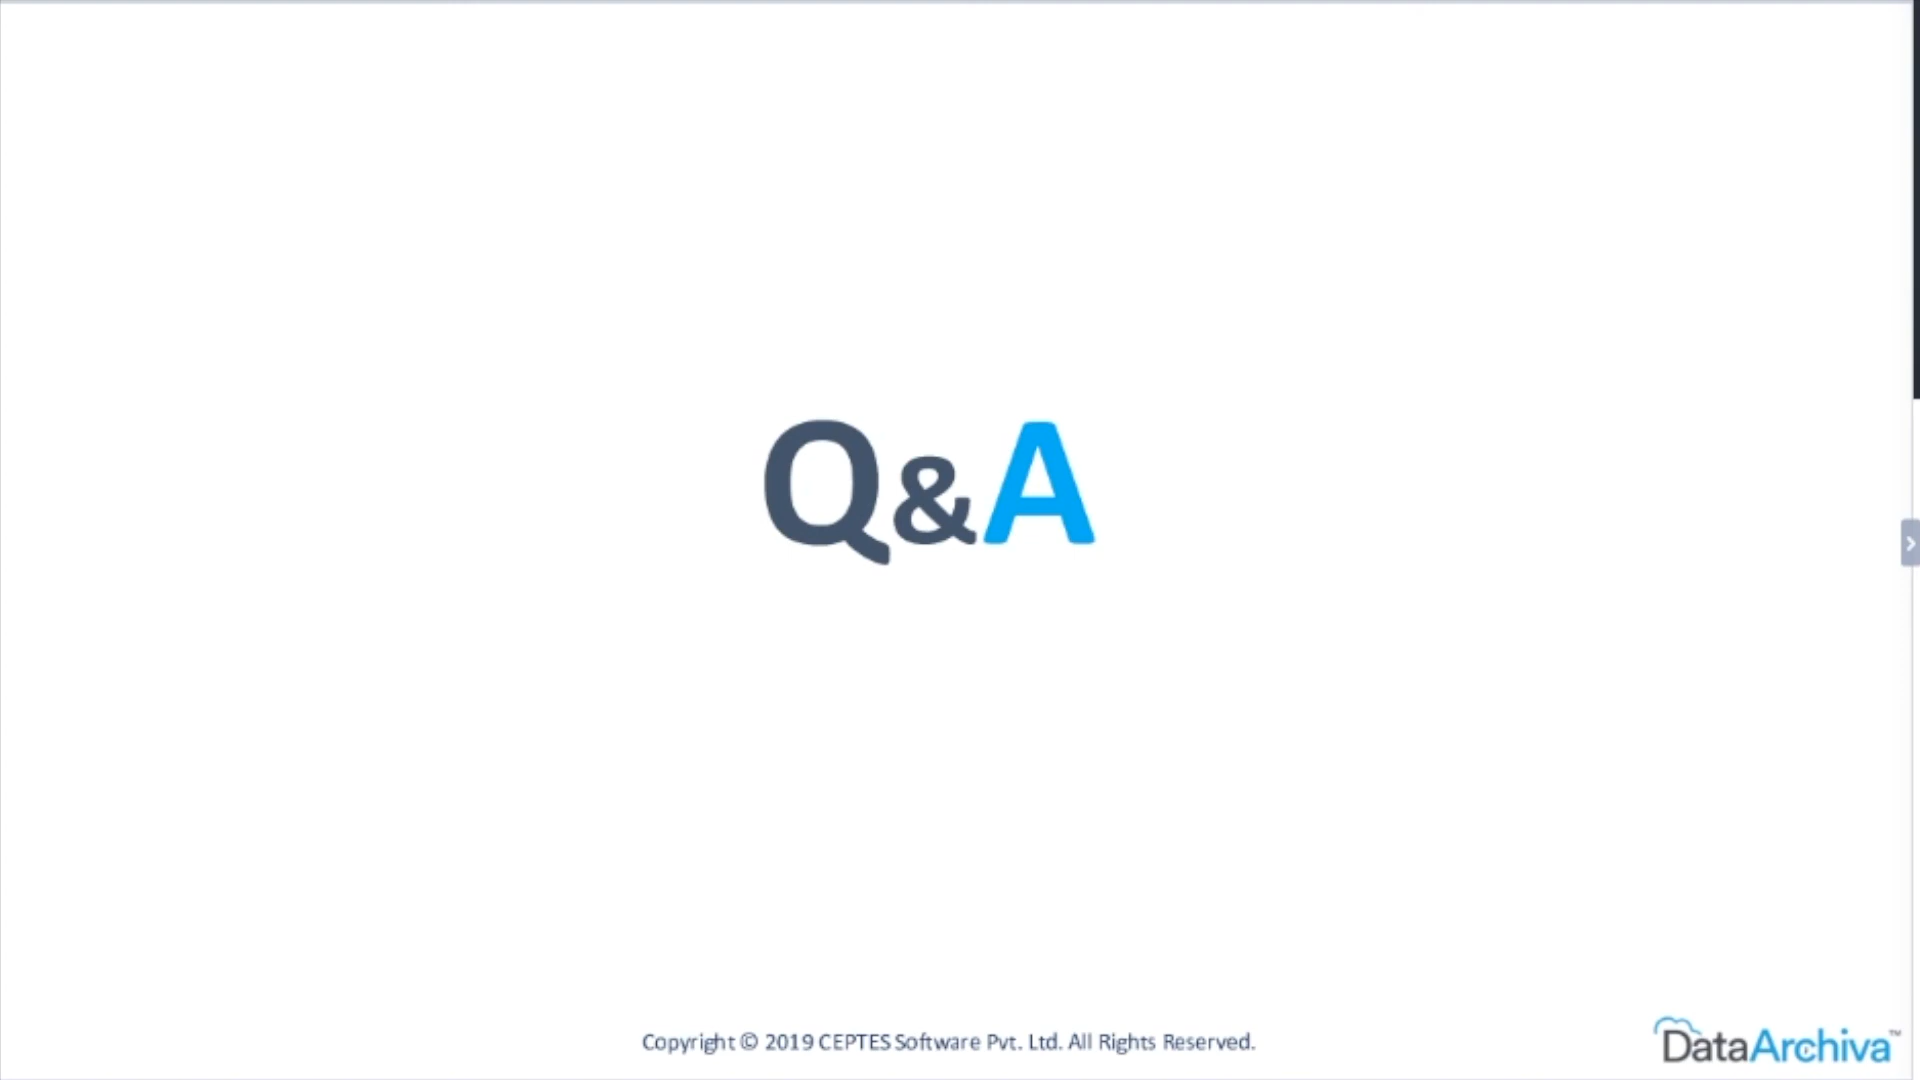 Q&A
Copyright © 2019 CEPTES Software Pvt. Ltd. All Rights Reserved.
DataArchiva™